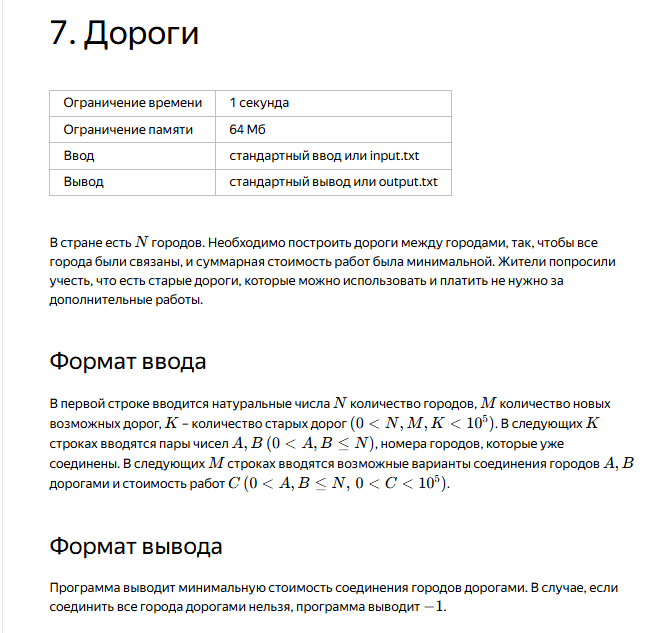 7. Дороги
Ограничение времени 1 секунда
Ограничение памяти 64 Мб
Ввод стандартный ввод или input.txt
Вывод стандартный вывод или output.txt
В стране есть N городов. Необходимо построить дороги между городами, так, чтобы все
города были связаны, и суммарная стоимость работ была минимальной. Жители попросили
учесть, что есть старые дороги, которые можно использовать и платить не нужно за
дополнительные работы.
Формат ввода
В первой строке вводится натуральные числа N количество городов, M количество новых
возможных дорог, K – количество старых дорог (0 < N, M, K < 10⁵). В следующих K
строках вводятся пары чисел A, B (0 < A, B ≤ N), номера городов, которые уже
соединены. В следующих M строках вводятся возможные варианты соединения городов A, B
дорогами и стоимость работ C (0 < A, B ≤ N, 0 < C < 10⁵).
Формат вывода
Программа выводит минимальную стоимость соединения городов дорогами. В случае, если
соединить все города дорогами нельзя, программа выводит −1.